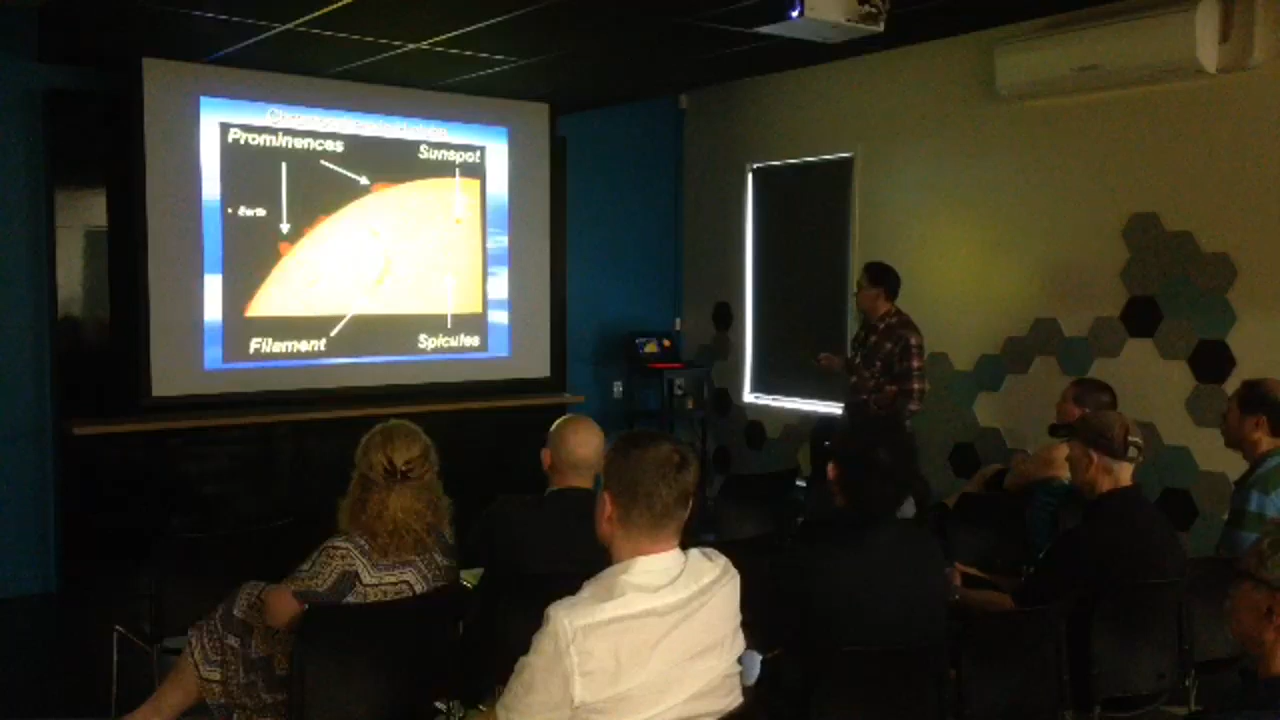 Prominences
Sunspot
Earth
Filament
Spicules